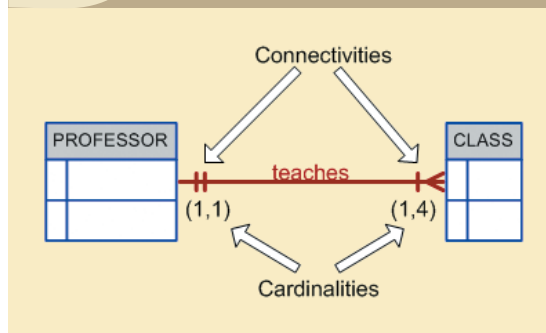 Connectivities
PROFESSOR
teaches
CLASS
(1,1)
(1,4)
Cardinalities